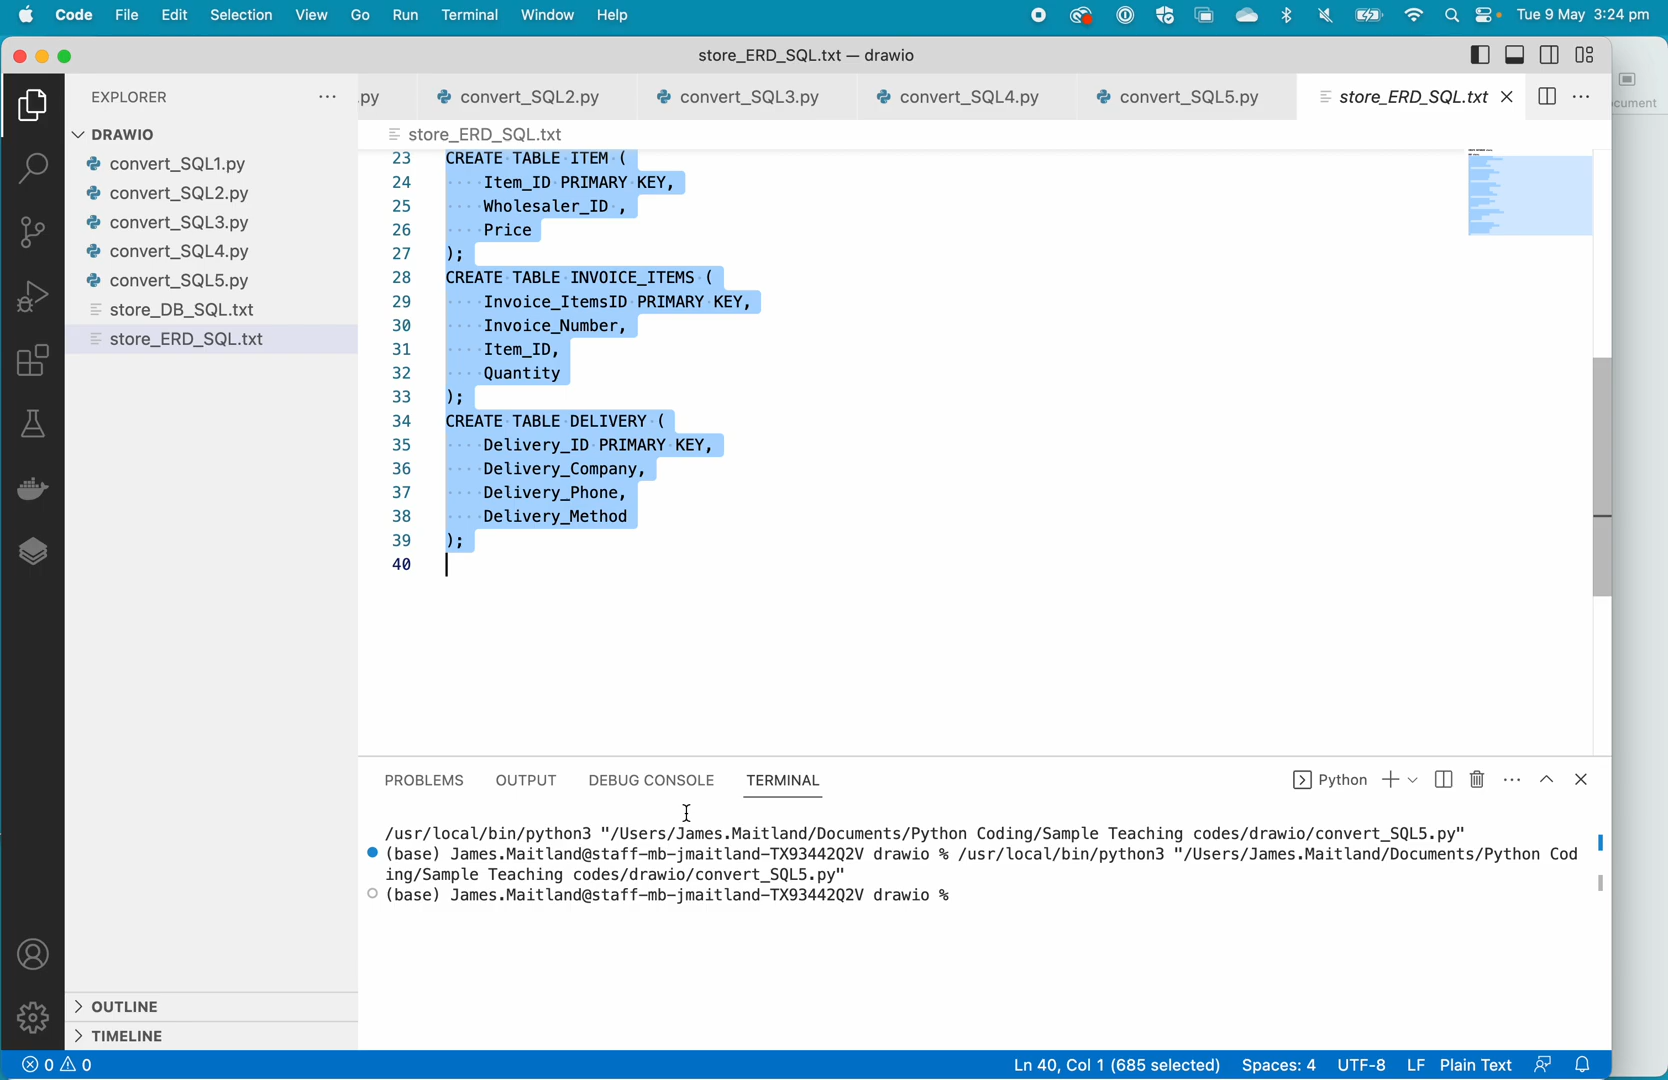 Code File Edit Selection View Go Run Terminal Window Help Tue 9 May 3:24 pm
store_ERD_SQL.txt — drawio
EXPLORER
.py convert_SQL2.py convert_SQL3.py convert_SQL4.py convert_SQL5.py store_ERD_SQL.txt
cument
DRAWIO
convert_SQL1.py
convert_SQL2.py
convert_SQL3.py
convert_SQL4.py
convert_SQL5.py
store_DB_SQL.txt
store_ERD_SQL.txt
store_ERD_SQL.txt
23 CREATE TABLE ITEM (
24 Item_ID PRIMARY KEY,
25 Wholesaler_ID ,
26 Price
27 );
28 CREATE TABLE INVOICE_ITEMS (
29 Invoice_ItemsID PRIMARY KEY,
30 Invoice_Number,
31 Item_ID,
32 Quantity
33 );
34 CREATE TABLE DELIVERY (
35 Delivery_ID PRIMARY KEY,
36 Delivery_Company,
37 Delivery_Phone,
38 Delivery_Method
39 );
40
PROBLEMS OUTPUT DEBUG CONSOLE TERMINAL Python
/usr/local/bin/python3 "/Users/James.Maitland/Documents/Python Coding/Sample Teaching codes/drawio/convert_SQL5.py"
(base) James.Maitland@staff-mb-jmaitland-TX93442Q2V drawio % /usr/local/bin/python3 "/Users/James.Maitland/Documents/Python Cod
ing/Sample Teaching codes/drawio/convert_SQL5.py"
(base) James.Maitland@staff-mb-jmaitland-TX93442Q2V drawio %
OUTLINE
TIMELINE
0 0 Ln 40, Col 1 (685 selected) Spaces: 4 UTF-8 LF Plain Text